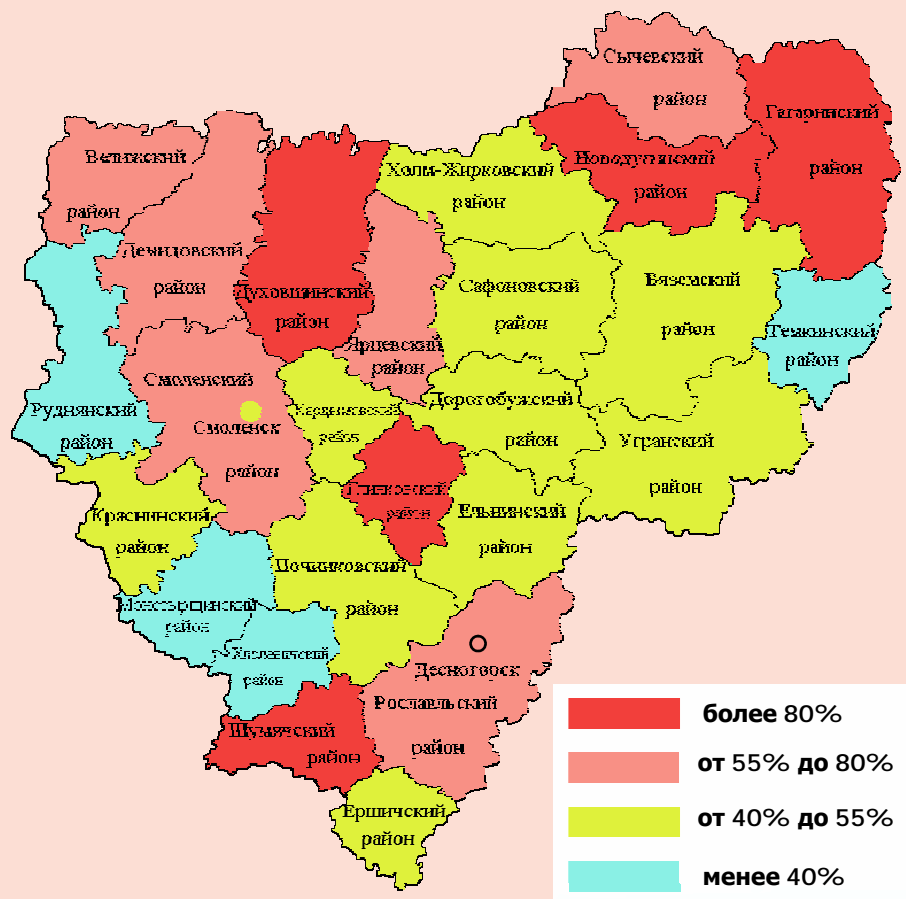 Сычевский
район
Гагаринский
район
Новодугинский
район
Велижский
район
Холм-Жирковский
район
Демидовский
район
Духовщинский
район
Сафоновский
район
Вяземский
район
Темкинский
район
Ярцевский
район
Смоленский
Смоленск
район
Руднянский
район
Кардымовский
район
Дорогобужский
район
Угранский
район
Глинковский
район
Ельнинский
район
Краснинский
район
Починковский
район
Монастырщинский
район
Хиславичский
район
Десногорск
Рославльский
район
Шумячский
район
Ершичский
район
более 80%
от 55% до 80%
от 40% до 55%
менее 40%